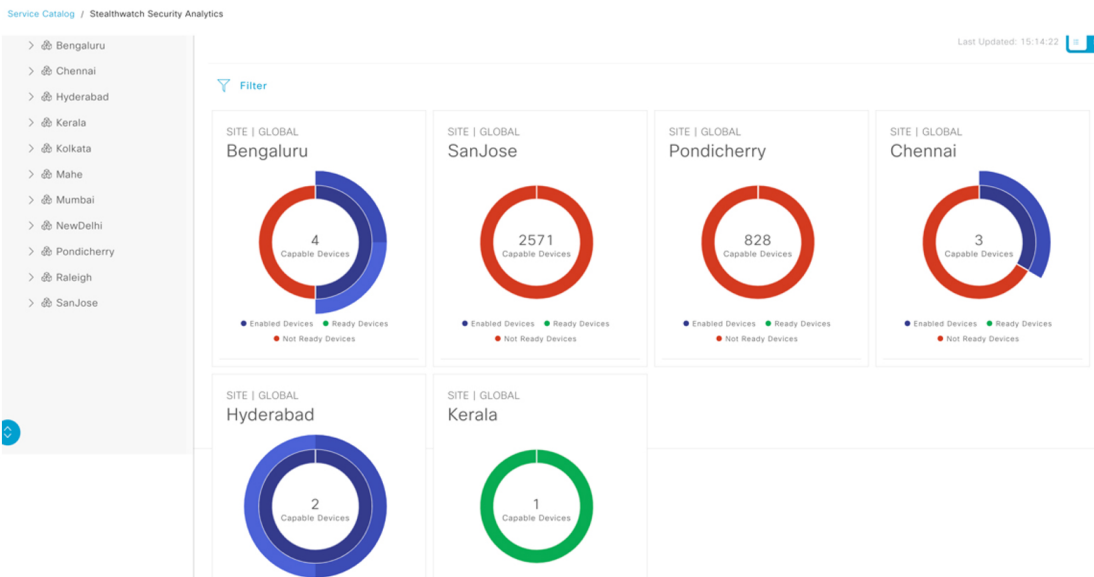 Service Catalog / Stealthwatch Security Analytics
Last Updated: 15:14:22
Bengaluru
Chennai
Hyderabad
Kerala
Kolkata
Mahe
Mumbai
NewDelhi
Pondicherry
Raleigh
SanJose
Filter
SITE | GLOBAL
Bengaluru
4
Capable Devices
Enabled Devices Ready Devices
Not Ready Devices
SITE | GLOBAL
SanJose
2571
Capable Devices
Enabled Devices Ready Devices
Not Ready Devices
SITE | GLOBAL
Pondicherry
828
Capable Devices
Enabled Devices Ready Devices
Not Ready Devices
SITE | GLOBAL
Chennai
3
Capable Devices
Enabled Devices Ready Devices
Not Ready Devices
SITE | GLOBAL
Hyderabad
2
Capable Devices
SITE | GLOBAL
Kerala
1
Capable Devices